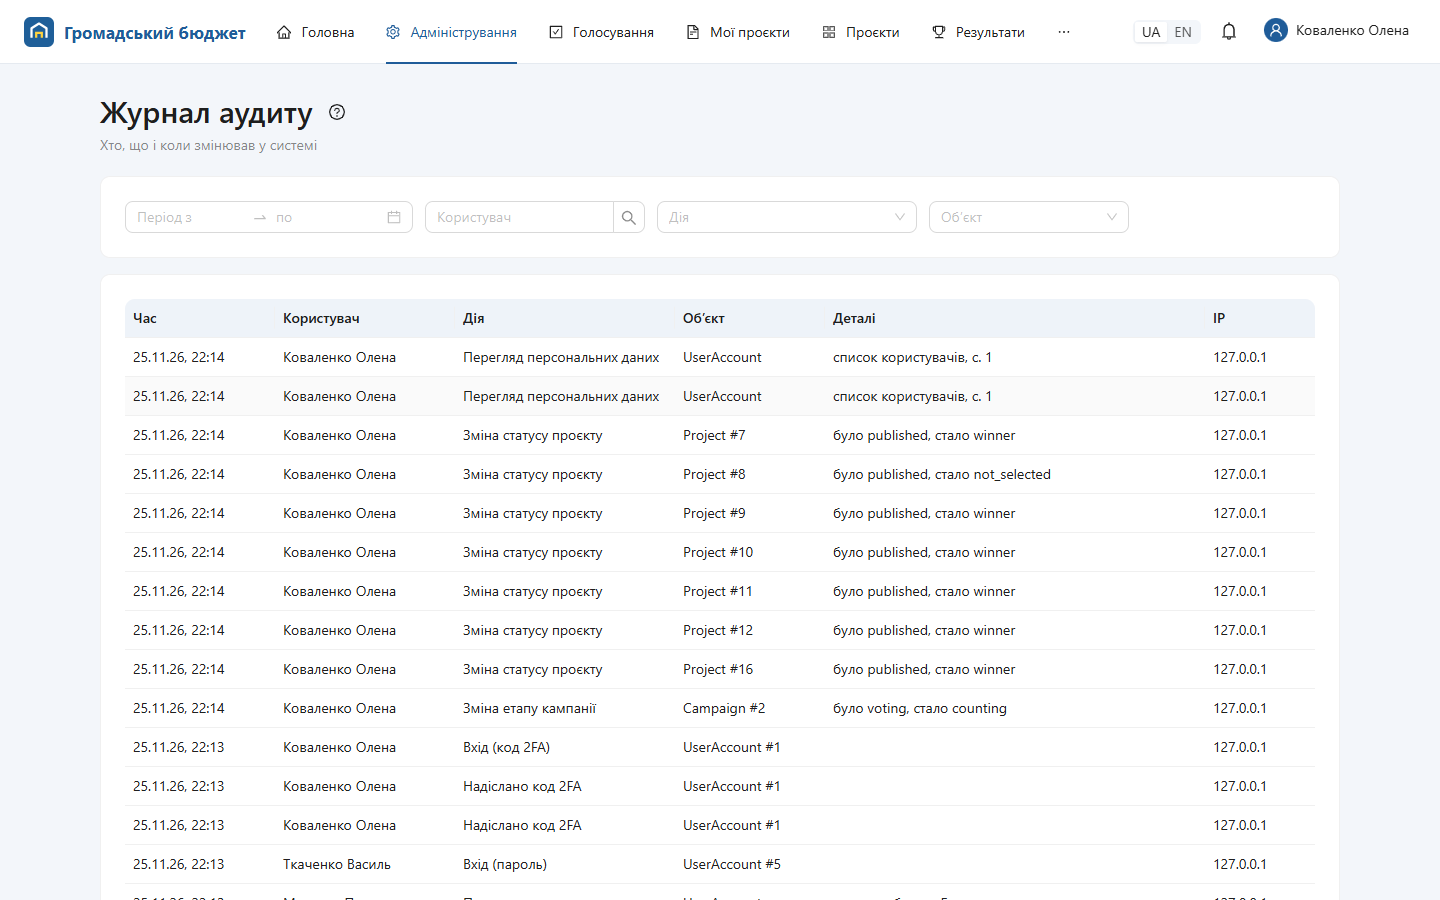 Громадський бюджет
Головна
Адміністрування
Голосування
Мої проєкти
Проєкти
Результати
UA EN
Коваленко Олена
Журнал аудиту
Хто, що і коли змінював у системі
Період з
по
Користувач
Дія
Об’єкт
Час Користувач Дія Об’єкт Деталі IP
25.11.26, 22:14 Коваленко Олена Перегляд персональних даних UserAccount список користувачів, с. 1 127.0.0.1
25.11.26, 22:14 Коваленко Олена Перегляд персональних даних UserAccount список користувачів, с. 1 127.0.0.1
25.11.26, 22:14 Коваленко Олена Зміна статусу проєкту Project #7 було published, стало winner 127.0.0.1
25.11.26, 22:14 Коваленко Олена Зміна статусу проєкту Project #8 було published, стало not_selected 127.0.0.1
25.11.26, 22:14 Коваленко Олена Зміна статусу проєкту Project #9 було published, стало winner 127.0.0.1
25.11.26, 22:14 Коваленко Олена Зміна статусу проєкту Project #10 було published, стало winner 127.0.0.1
25.11.26, 22:14 Коваленко Олена Зміна статусу проєкту Project #11 було published, стало winner 127.0.0.1
25.11.26, 22:14 Коваленко Олена Зміна статусу проєкту Project #12 було published, стало winner 127.0.0.1
25.11.26, 22:14 Коваленко Олена Зміна статусу проєкту Project #16 було published, стало winner 127.0.0.1
25.11.26, 22:14 Коваленко Олена Зміна етапу кампанії Campaign #2 було voting, стало counting 127.0.0.1
25.11.26, 22:13 Коваленко Олена Вхід (код 2FA) UserAccount #1 127.0.0.1
25.11.26, 22:13 Коваленко Олена Надіслано код 2FA UserAccount #1 127.0.0.1
25.11.26, 22:13 Коваленко Олена Надіслано код 2FA UserAccount #1 127.0.0.1
25.11.26, 22:13 Ткаченко Василь Вхід (пароль) UserAccount #5 127.0.0.1